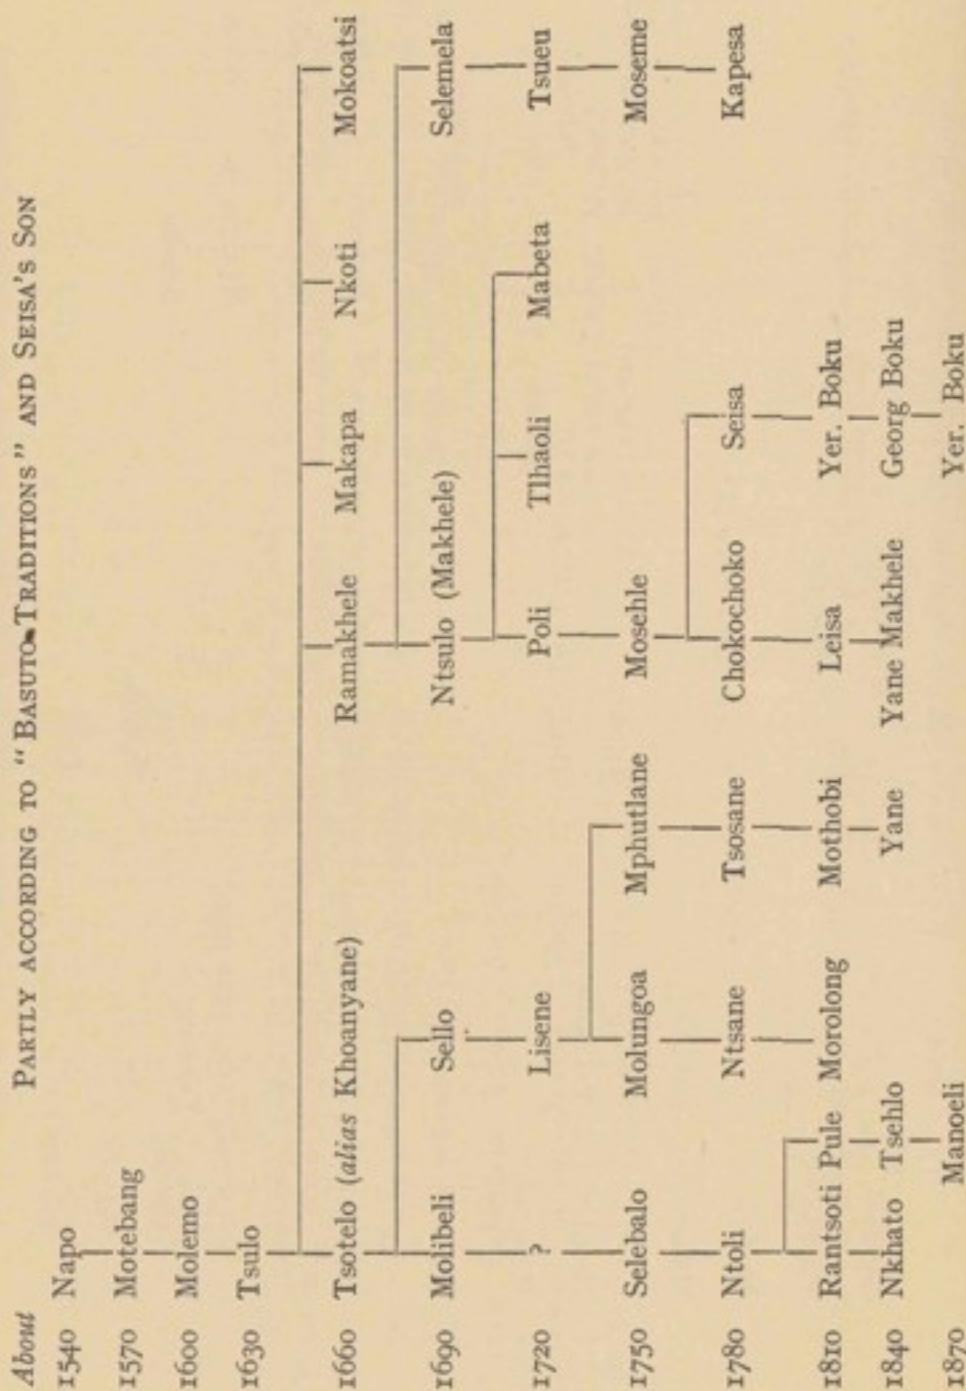 PARTLY ACCORDING TO "BASUTO TRADITIONS" AND SEISA'S SON
About
1540 Napo
1570 Motebang
1600 Molemo
1630 Tsulo
1660 Tsotelo (alias Khoanyane) Ramakhele Makapa Nkoti Mokoatsi
1690 Molibeli Sello Ntsulo (Makhele) Selemela
1720 ? Lisene Poli Tlhaoli Mabeta Tsueu
1750 Selebalo Molungoa Mphutlane Mosehle Moseme
1780 Ntoli Ntsane Tsosane Chokochoko Seisa Kapesa
1810 Rantsoti Pule Morolong Mothobi Leisa Yer. Boku
1840 Nkhato Tsehlo Yane Yane Makhele Georg Boku
1870 Manoeli Yer. Boku